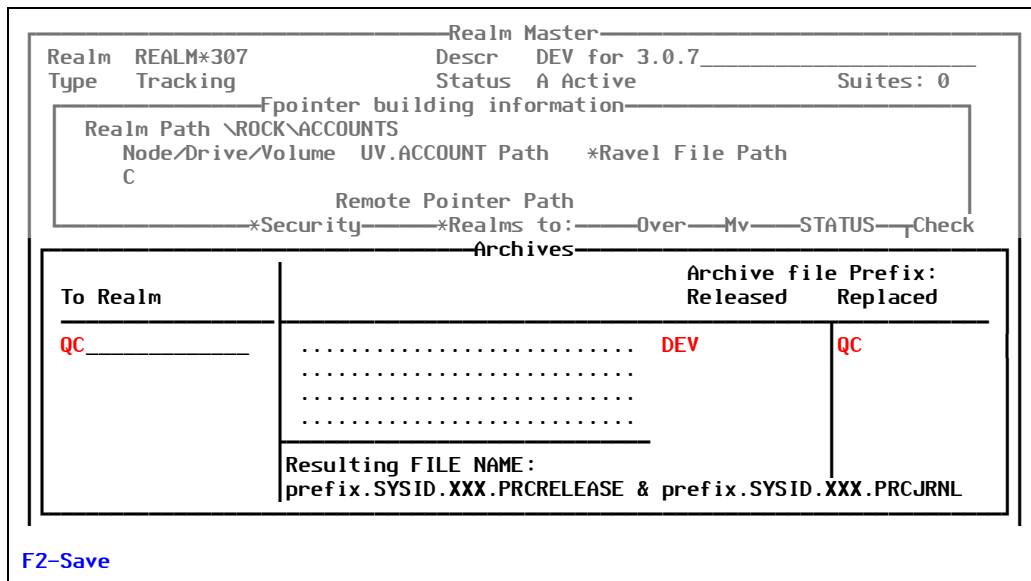 Realm Master
Realm REALM*307 Descr DEV for 3.0.7______________________
Type Tracking Status A Active Suites: 0
Fpointer building information
Realm Path \ROCK\ACCOUNTS
Node/Drive/Volume UV.ACCOUNT Path *Ravel File Path
C
Remote Pointer Path
*Security *Realms to: Over Mv STATUS Check
Archives
Archive file Prefix:
To Realm Released Replaced
QC_____________ ........................... DEV QC
...........................
...........................
...........................
Resulting FILE NAME:
prefix.SYSID.XXX.PRCRELEASE & prefix.SYSID.XXX.PRCJRNL
F2-Save